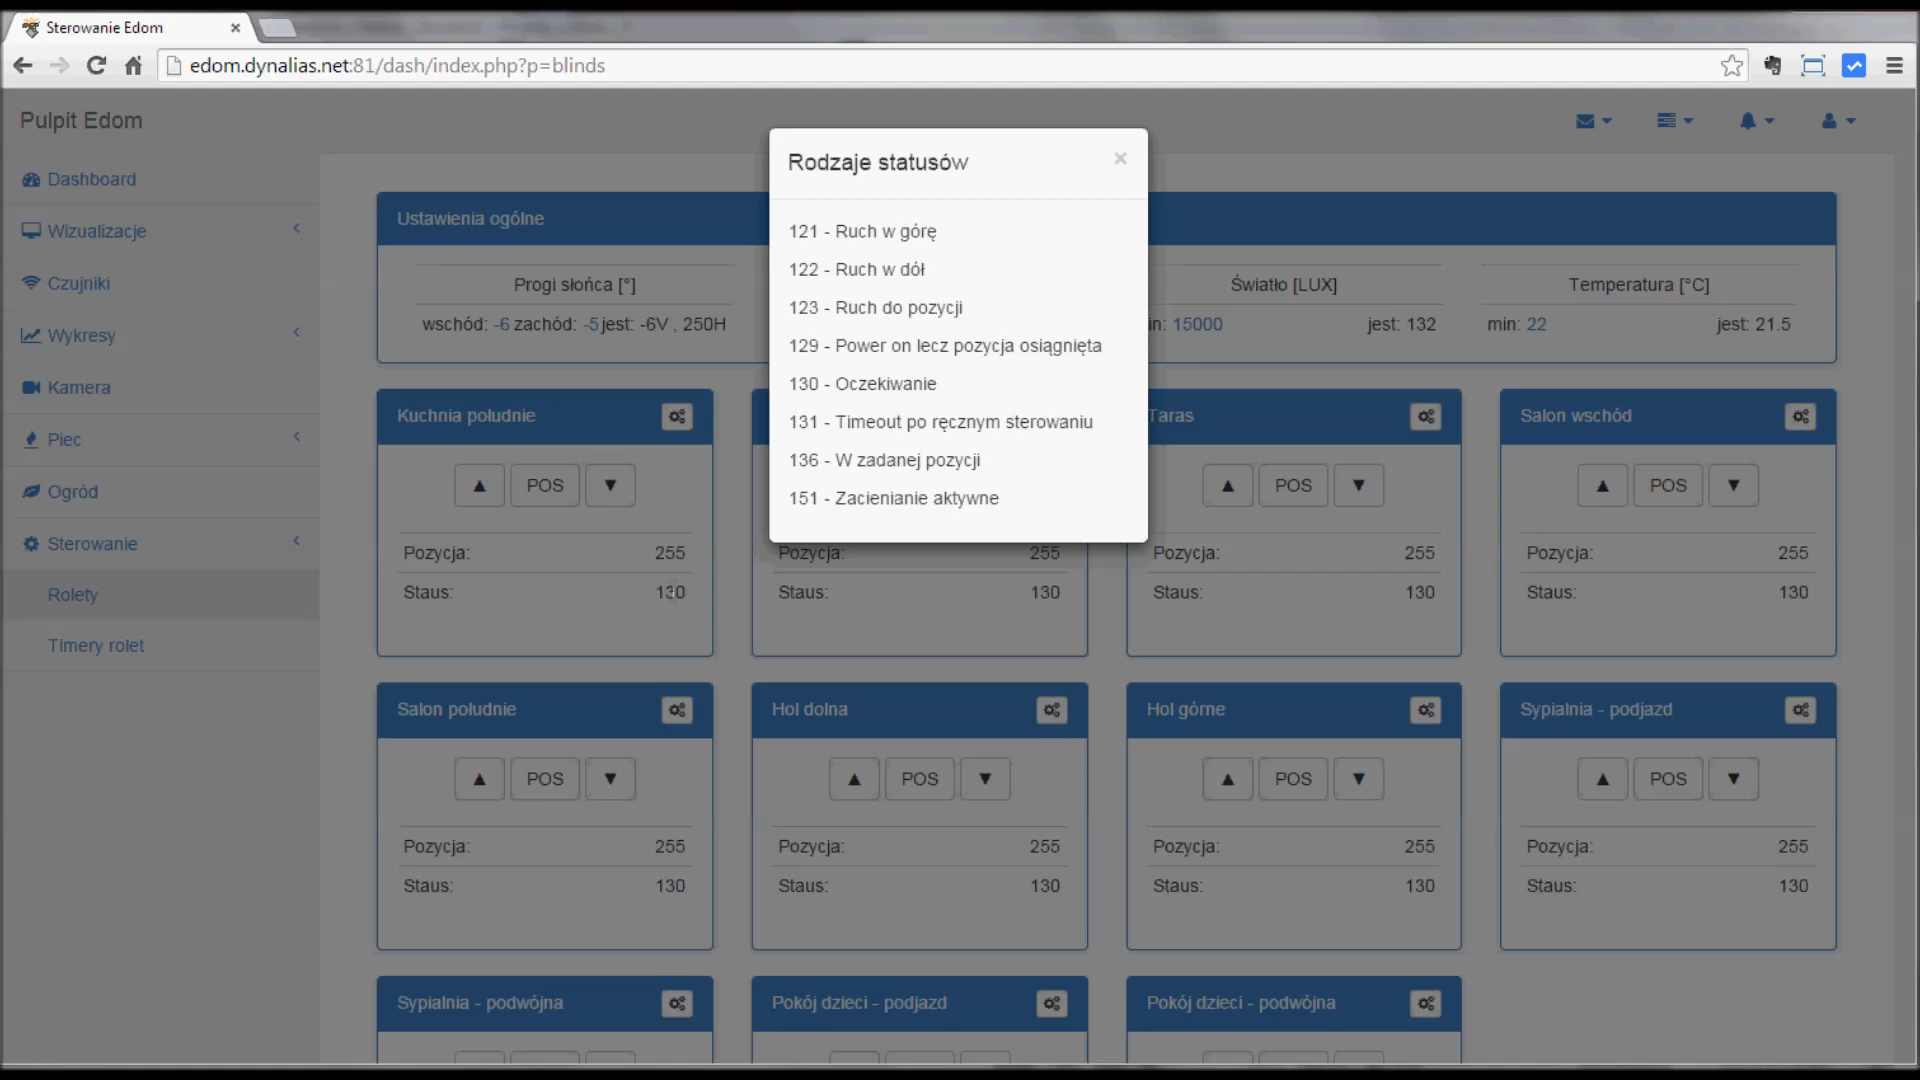 Sterowanie Edom
edom.dynalias.net:81/dash/index.php?p=blinds
Pulpit Edom
Dashboard
Wizualizacje
Czujniki
Wykresy
Kamera
Piec
Ogród
Sterowanie
Rolety
Timery rolet
Rodzaje statusów
121 - Ruch w górę
122 - Ruch w dół
123 - Ruch do pozycji
129 - Power on lecz pozycja osiągnięta
130 - Oczekiwanie
131 - Timeout po ręcznym sterowaniu
136 - W zadanej pozycji
151 - Zacienianie aktywne
Ustawienia ogólne
Progi słońca [°]
wschód: -6 zachód: -5 jest: -6V , 250H
Światło [LUX]
in: 15000 jest: 132
Temperatura [°C]
min: 22 jest: 21.5
Kuchnia południe
POS
Pozycja: 255
Staus: 130
Pozycja: 255
Staus: 130
Taras
POS
Pozycja: 255
Staus: 130
Salon wschód
POS
Pozycja: 255
Staus: 130
Salon południe
POS
Pozycja: 255
Staus: 130
Hol dolna
POS
Pozycja: 255
Staus: 130
Hol górne
POS
Pozycja: 255
Staus: 130
Sypialnia - podjazd
POS
Pozycja: 255
Staus: 130
Sypialnia - podwójna
Pokój dzieci - podjazd
Pokój dzieci - podwójna